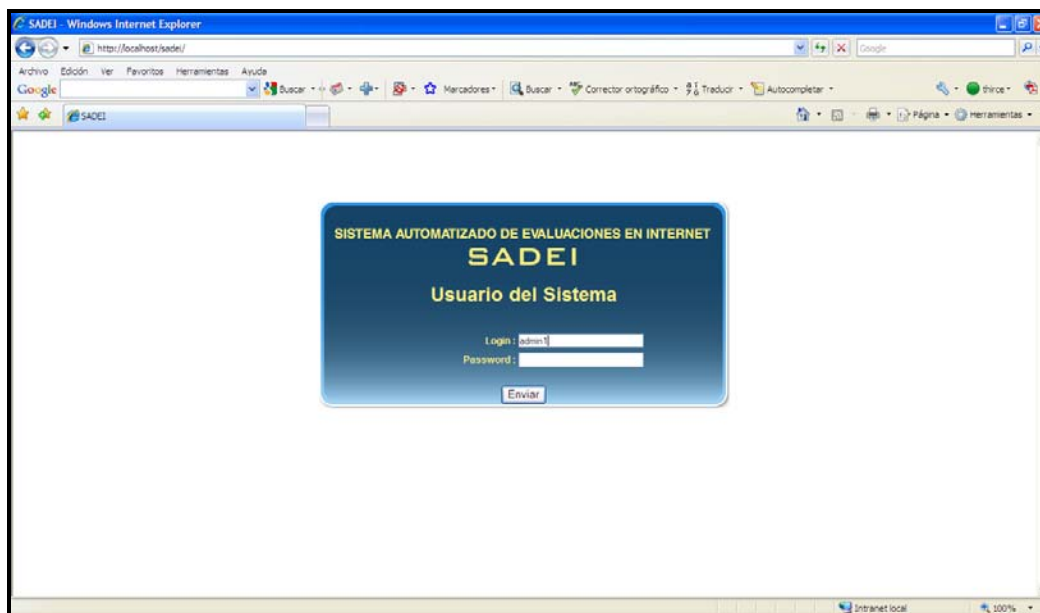 SADEI - Windows Internet Explorer
http://localhost/sadei/
Google
Archivo Edición Ver Favoritos Herramientas Ayuda
Google Buscar Marcadores Buscar Corrector ortográfico Traducir Autocompletar thirce
SADEI Página Herramientas
SISTEMA AUTOMATIZADO DE EVALUACIONES EN INTERNET
SADEI
Usuario del Sistema
Login : admin1
Password :
Enviar
Intranet local 100%